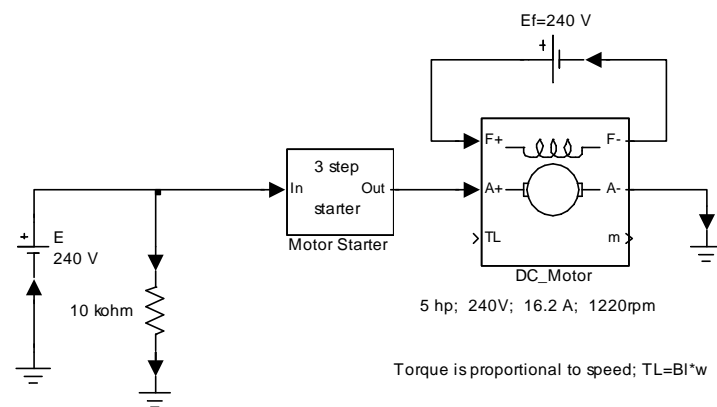 Ef=240 V
+
F+
F-
3 step
starter
In
Out
Motor Starter
A+
A-
TL
m
DC_Motor
+
E
240 V
10 kohm
5 hp; 240V; 16.2 A; 1220rpm
Torque is proportional to speed; TL=Bl*w